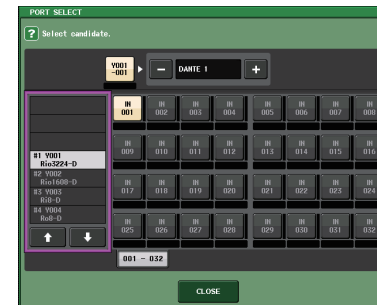 PORT SELECT
? Select candidate.
Y001
-001
DANTE 1
IN 001 IN 002 IN 003 IN 004 IN 005 IN 006 IN 007 IN 008
IN 009 IN 010 IN 011 IN 012 IN 013 IN 014 IN 015 IN 016
#1 Y001
Rio3224-D
#2 Y002
Rio1608-D
#3 Y003
Ri8-D
#4 Y004
Ro8-D
IN 017 IN 018 IN 019 IN 020 IN 021 IN 022 IN 023 IN 024
IN 025 IN 026 IN 027 IN 028 IN 029 IN 030 IN 031 IN 032
001 - 032
CLOSE